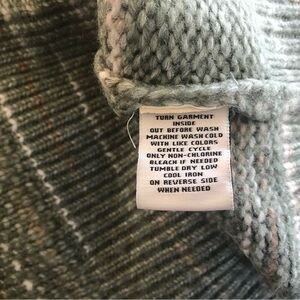 TURN GARMENT
INSIDE
OUT BEFORE WASH
MACHINE WASH COLD
WITH LIKE COLORS
GENTLE CYCLE
ONLY NON-CHLORINE
BLEACH IF NEEDED
TUMBLE DRY LOW
COOL IRON
ON REVERSE SIDE
WHEN NEEDED